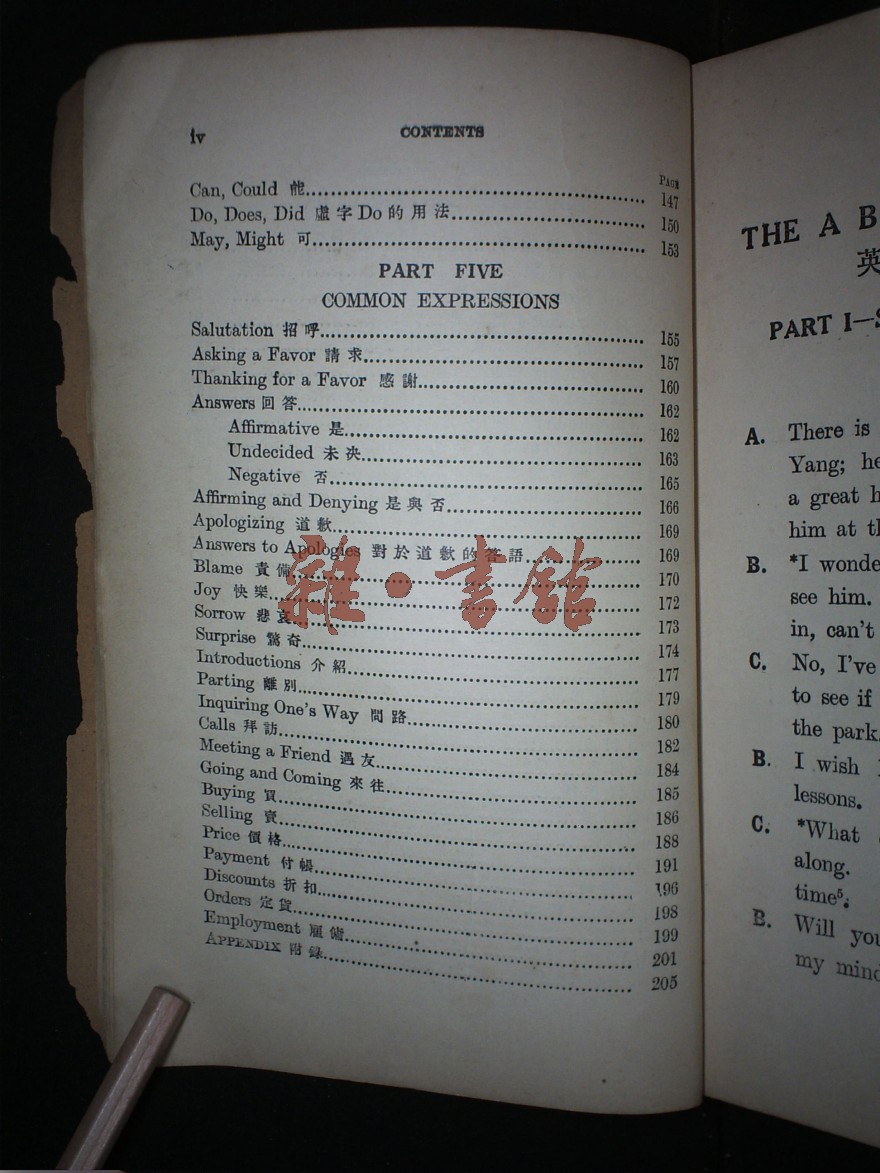 iv CONTENTS
PAGE
Can, Could 能 147
Do, Does, Did 虛字 Do 的用法 150
May, Might 可 153
PART FIVE
COMMON EXPRESSIONS
Salutation 招呼 155
Asking a Favor 請求 157
Thanking for a Favor 感謝 160
Answers 回答 162
Affirmative 是 162
Undecided 未決 163
Negative 否 165
Affirming and Denying 是與否 166
Apologizing 道歉 169
Answers to Apologies 對於道歉的答語 169
Blame 責備 170
Joy 快樂 172
Sorrow 悲哀 173
Surprise 驚奇 174
Introductions 介紹 177
Parting 離別 179
Inquiring One's Way 問路 180
Calls 拜訪 182
Meeting a Friend 遇友 184
Going and Coming 來往 185
Buying 買 186
Selling 賣 188
Price 價格 191
Payment 付帳 196
Discounts 折扣 198
Orders 定貨 199
Employment 雇傭 201
APPENDIX 附錄 205
雜·書館
THE A B
英
PART I—S
A. There is
Yang; he
a great h
him at th
B. *I wonde
see him.
in, can't
C. No, I've
to see if
the park.
B. I wish
lessons.
C. *What
along.
time⁵.
B. Will you
my mind